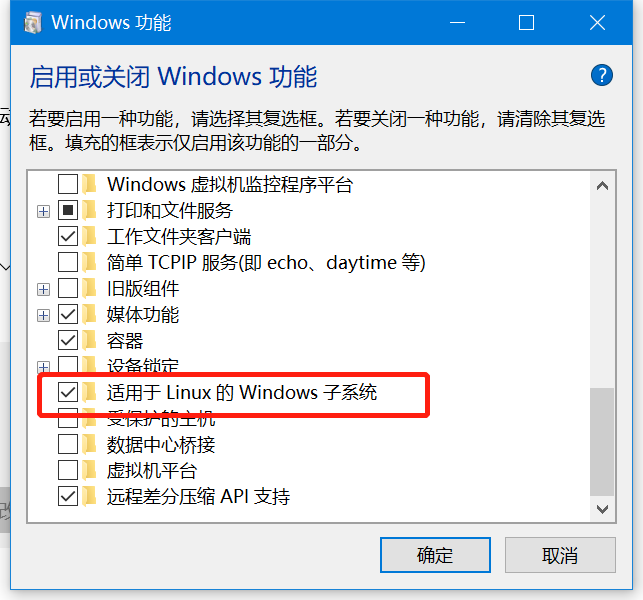 Windows 功能
启用或关闭 Windows 功能
若要启用一种功能，请选择其复选框。若要关闭一种功能，请清除其复选
框。填充的框表示仅启用该功能的一部分。
Windows 虚拟机监控程序平台
打印和文件服务
工作文件夹客户端
简单 TCPIP 服务(即 echo、daytime 等)
旧版组件
媒体功能
容器
设备锁定
适用于 Linux 的 Windows 子系统
受保护的主机
数据中心桥接
虚拟机平台
远程差分压缩 API 支持
确定
取消